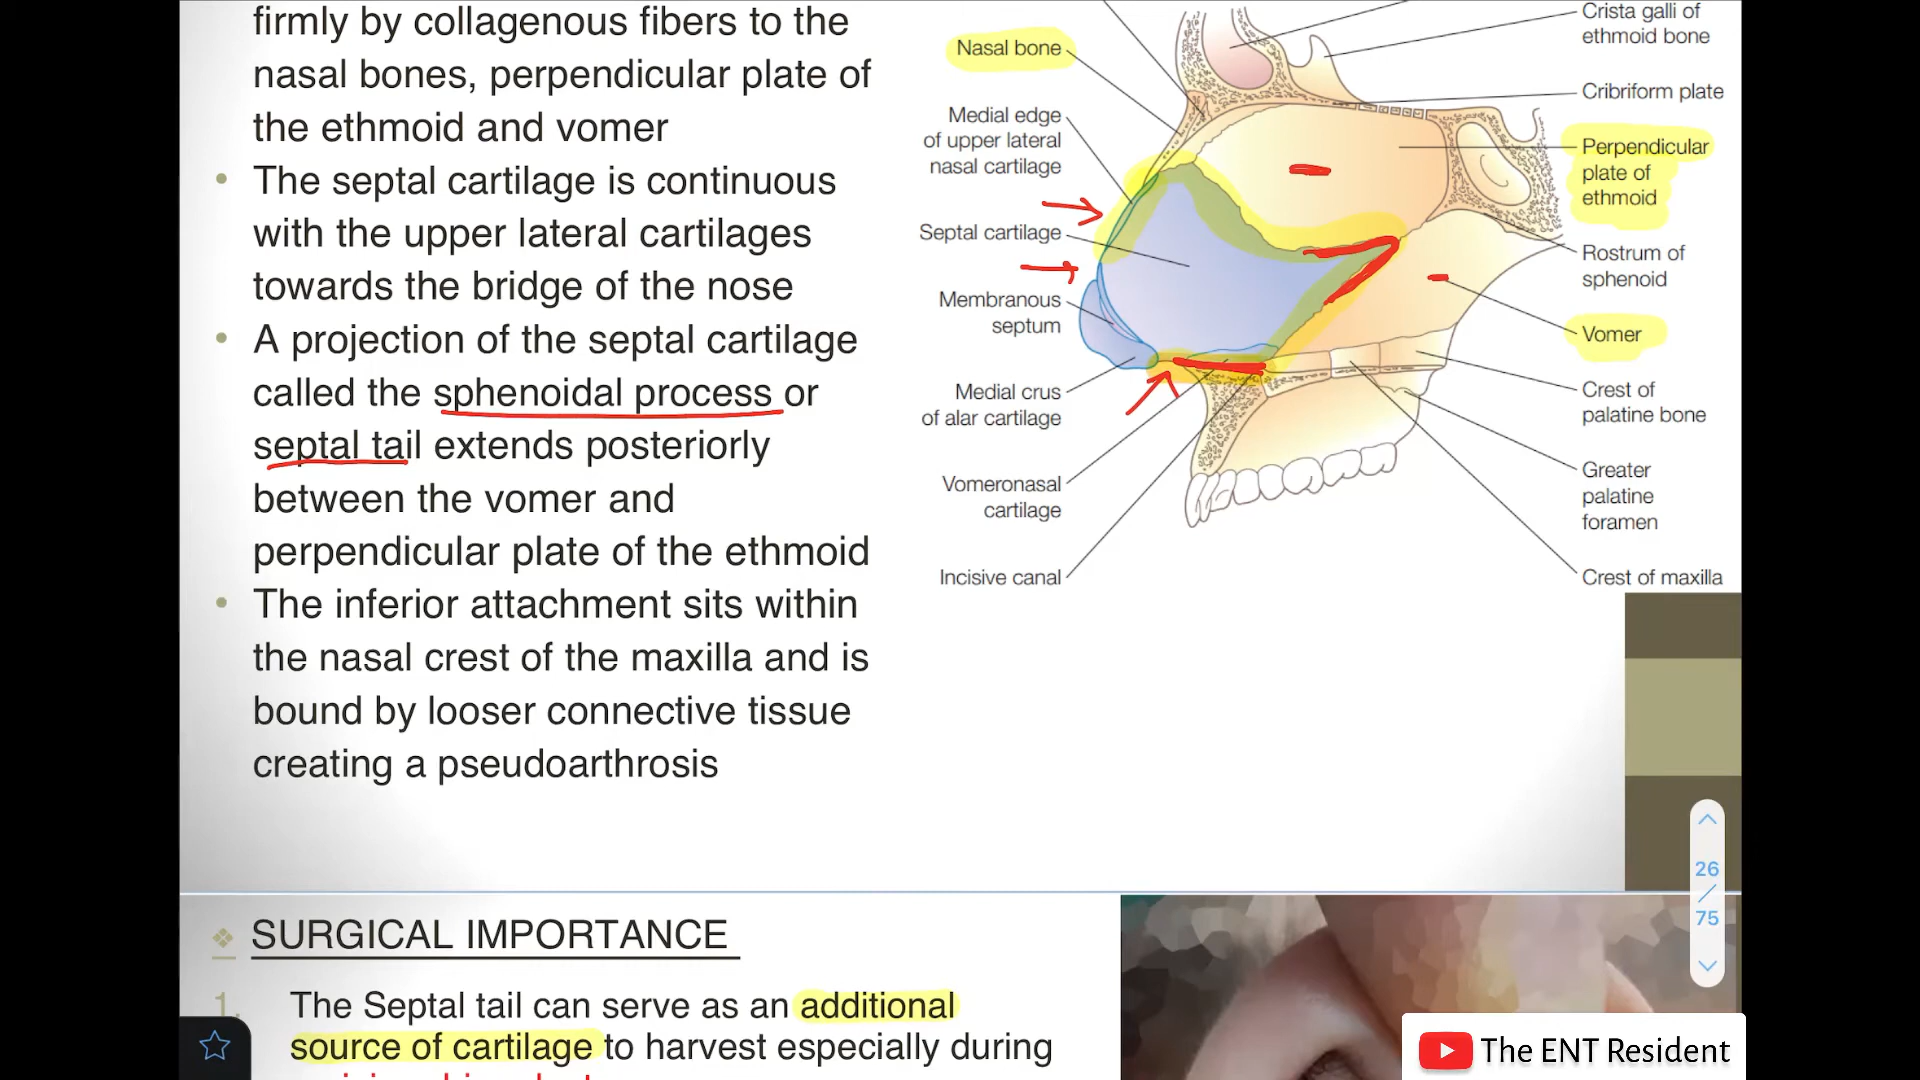 firmly by collagenous fibers to the
nasal bones, perpendicular plate of
the ethmoid and vomer
• The septal cartilage is continuous
with the upper lateral cartilages
towards the bridge of the nose
• A projection of the septal cartilage
called the sphenoidal process or
septal tail extends posteriorly
between the vomer and
perpendicular plate of the ethmoid
• The inferior attachment sits within
the nasal crest of the maxilla and is
bound by looser connective tissue
creating a pseudoarthrosis
Nasal bone
Medial edge
of upper lateral
nasal cartilage
Septal cartilage
Membranous
septum
Medial crus
of alar cartilage
Vomeronasal
cartilage
Incisive canal
Crista galli of
ethmoid bone
Cribriform plate
Perpendicular
plate of
ethmoid
Rostrum of
sphenoid
Vomer
Crest of
palatine bone
Greater
palatine
foramen
Crest of maxilla
26
/
75
❖ SURGICAL IMPORTANCE
1. The Septal tail can serve as an additional
source of cartilage to harvest especially during
The ENT Resident